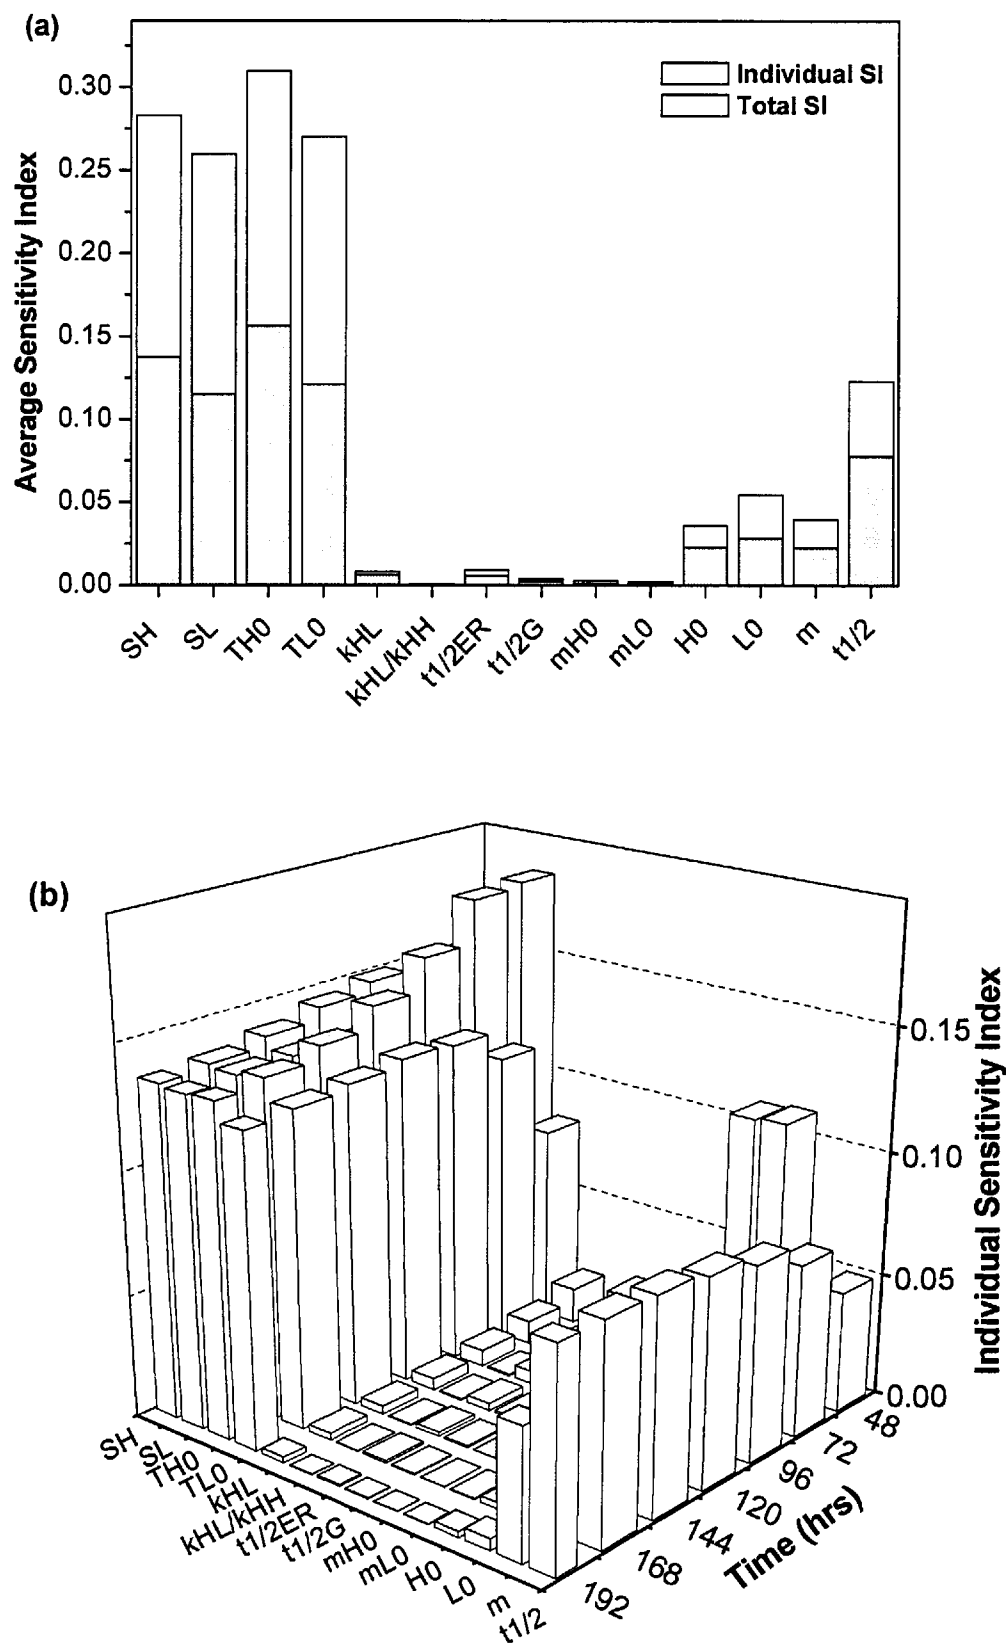 (a)
Average Sensitivity Index
0.30
0.25
0.20
0.15
0.10
0.05
0.00
Individual SI
Total SI
SH
SL
TH0
TL0
kHL
kHL/kHH
t1/2ER
t1/2G
mH0
mL0
H0
L0
m
t1/2
(b)
Individual Sensitivity Index
0.15
0.10
0.05
0.00
SH
SL
TH0
TL0
kHL
kHL/kHH
t1/2ER
t1/2G
mH0
mL0
H0
L0
m
t1/2
48
72
96
120
144
168
192
Time (hrs)